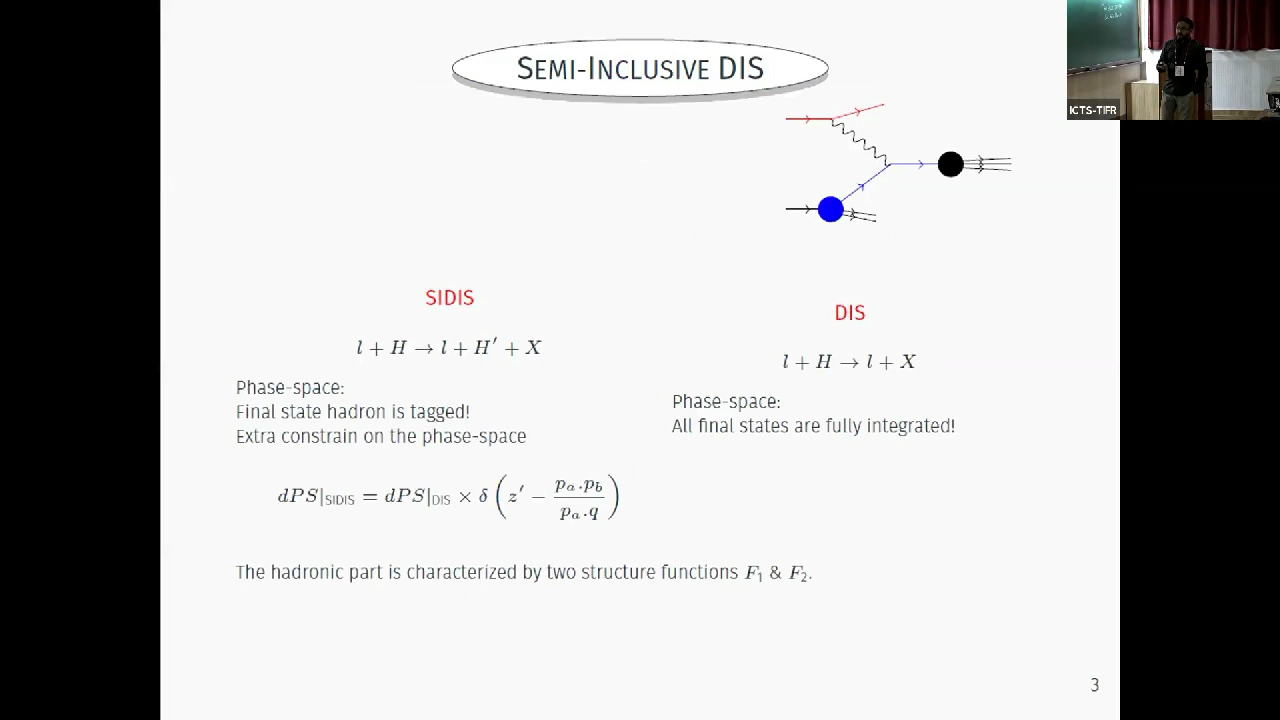 SEMI-INCLUSIVE DIS
ICTS-TIFR
SIDIS
l + H → l + H′ + X
Phase-space:
Final state hadron is tagged!
Extra constrain on the phase-space
dPS|SIDIS = dPS|DIS × δ (z′ − pₐ.p_b / pₐ.q)
DIS
l + H → l + X
Phase-space:
All final states are fully integrated!
The hadronic part is characterized by two structure functions F₁ & F₂.
3